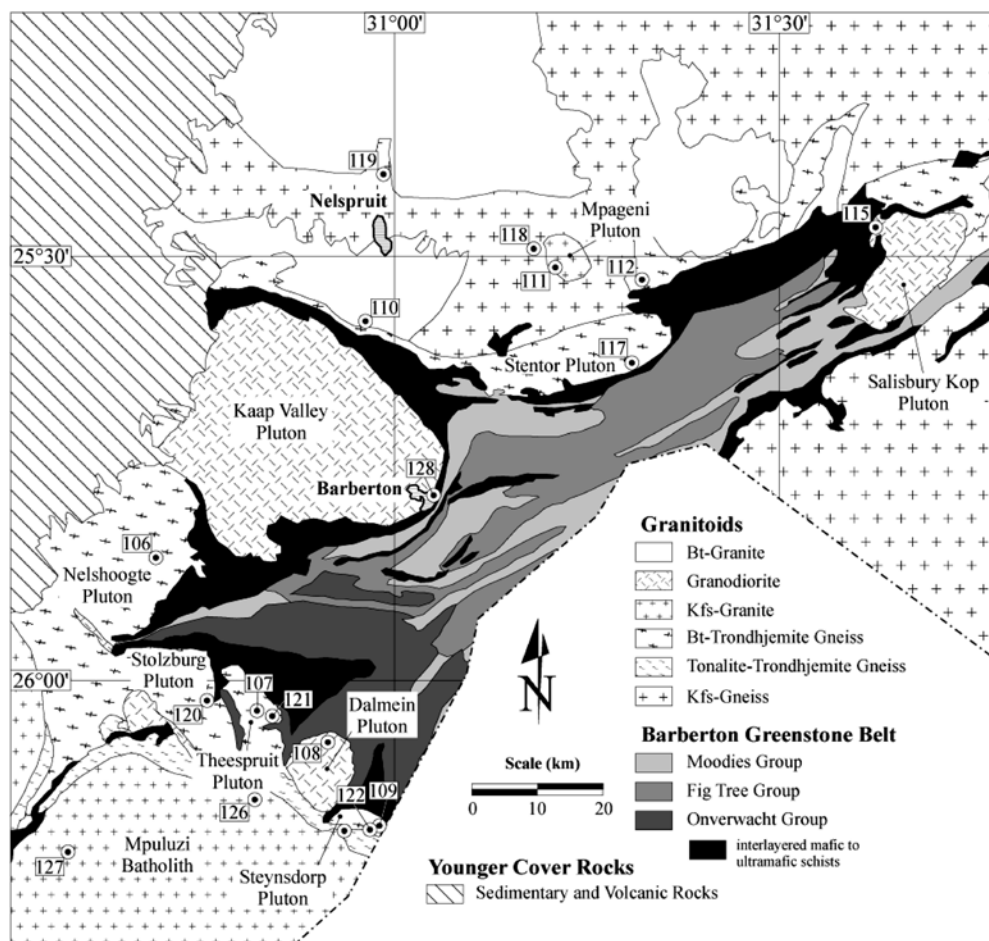 31°00'
31°30'
119
Nelspruit
118
Mpageni
Pluton
115
25°30'
111
112
110
117
Stentor Pluton
Salisbury Kop
Pluton
Kaap Valley
Pluton
128
Barberton
106
Nelshoogte
Pluton
Granitoids
Bt-Granite
Granodiorite
Kfs-Granite
Bt-Trondhjemite Gneiss
Tonalite-Trondhjemite Gneiss
Kfs-Gneiss
Stolzburg
Pluton
26°00'
107
121
120
Dalmein
Pluton
N
108
Theespruit
Pluton
126
122
109
Scale (km)
0 10 20
Barberton Greenstone Belt
Moodies Group
Fig Tree Group
Onverwacht Group
interlayered mafic to
ultramafic schists
Mpuluzi
Batholith
127
Steynsdorp
Pluton
Younger Cover Rocks
Sedimentary and Volcanic Rocks